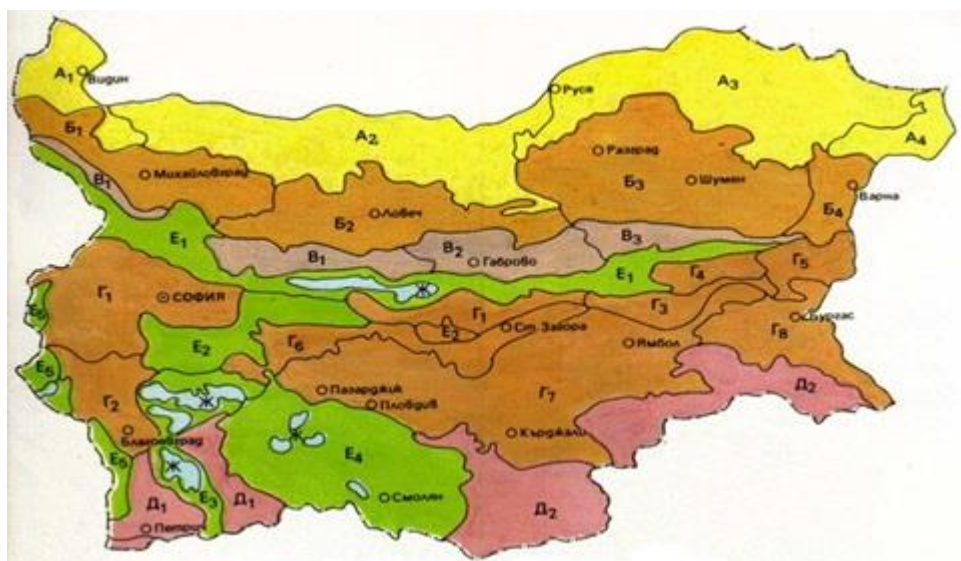 А1
Видин
Русе
А3
А2
А4
Б1
Разград
Михайловград
В1
Б3
Шумен
Варна
Ловеч
Б2
Б4
Е1
В1
В2
Габрово
В3
Е1
Г5
Г4
Г1
СОФИЯ
Ж
Г1
Г3
Е2
Ст. Загора
Бургас
Г8
Е2
Г6
Ямбол
Е5
Пазарджик
Г7
Д2
Г2
Ж
Пловдив
Благоевград
Ж
Кърджали
Е4
Е5
Ж
Е3
Д1
Д1
Смолян
Д2
Петрич